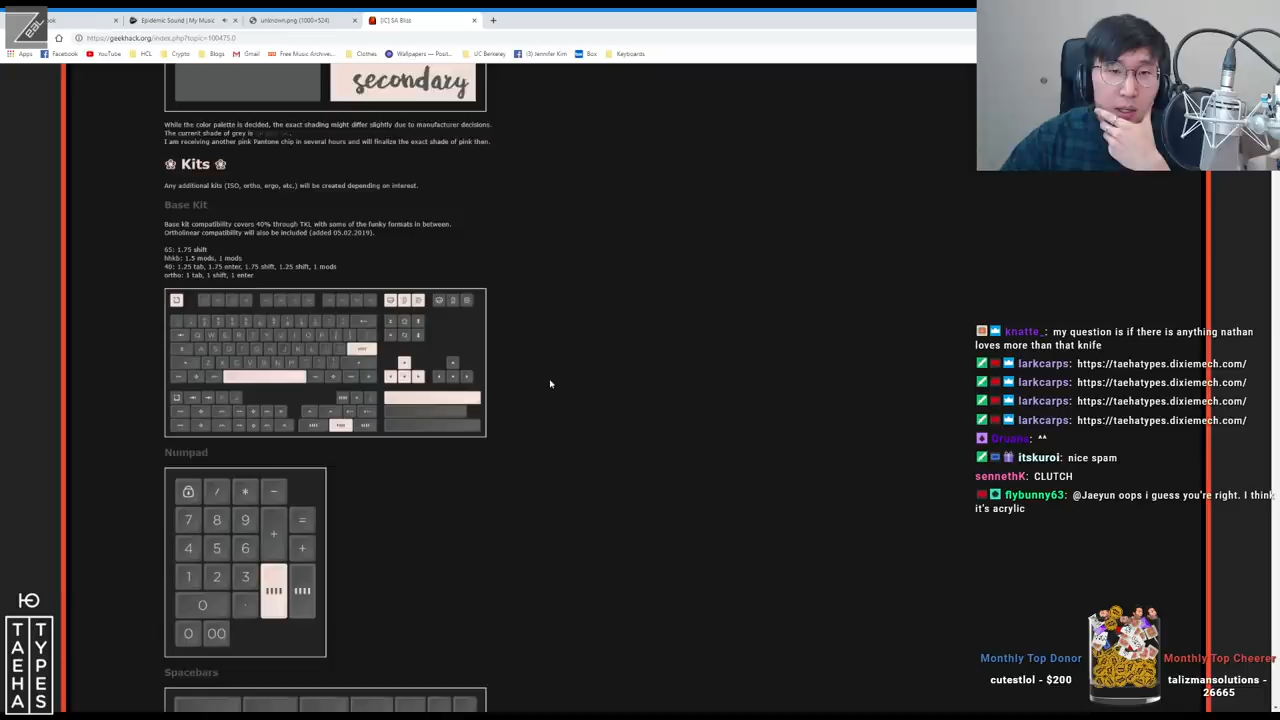 ook
Epidemic Sound | My Music
unknown.png (1000×524)
[IC] SA Bliss
https://geekhack.org/index.php?topic=100475.0
Apps Facebook YouTube HCL Crypto Blogs Gmail Free Music Archive... Clothes Wallpapers — Posit... UC Berkeley (3) Jennifer Kim Box Keyboards
secondary
While the color palette is decided, the exact shading might differ slightly due to manufacturer decisions.
The current shade of grey is
I am receiving another pink Pantone chip in several hours and will finalize the exact shade of pink then.
Kits
Any additional kits (ISO, ortho, ergo, etc.) will be created depending on interest.
Base Kit
Base kit compatibility covers 40% through TKL with some of the funky formats in between.
Ortholinear compatibility will also be included (added 05.02.2019).
65: 1.75 shift
hhkb: 1.5 mods, 1 mods
40: 1.25 tab, 1.75 enter, 1.75 shift, 1.25 shift, 1 mods
ortho: 1 tab, 1 shift, 1 enter
Numpad
/ * -
7 8 9 + =
4 5 6 +
1 2 3
0 .
0 00
Spacebars
knatte_: my question is if there is anything nathan
loves more than that knife
larkcarps: https://taehatypes.dixiemech.com/
larkcarps: https://taehatypes.dixiemech.com/
larkcarps: https://taehatypes.dixiemech.com/
larkcarps: https://taehatypes.dixiemech.com/
Druans: ^^
itskuroi: nice spam
sennethK: CLUTCH
flybunny63: @Jaeyun oops i guess you're right. I think
it's acrylic
Monthly Top Donor
cutestlol - $200
Monthly Top Cheerer
talizmansolutions -
26665
TAEHA
TYPES